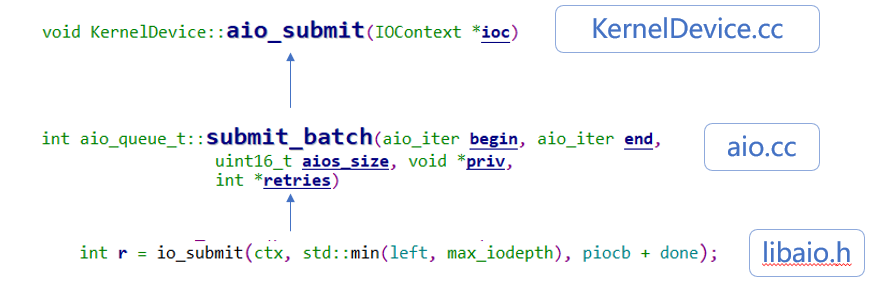 void KernelDevice::aio_submit(IOContext *ioc)
KernelDevice.cc
int aio_queue_t::submit_batch(aio_iter begin, aio_iter end,
uint16_t aios_size, void *priv,
int *retries)
aio.cc
int r = io_submit(ctx, std::min(left, max_iodepth), piocb + done);
libaio.h